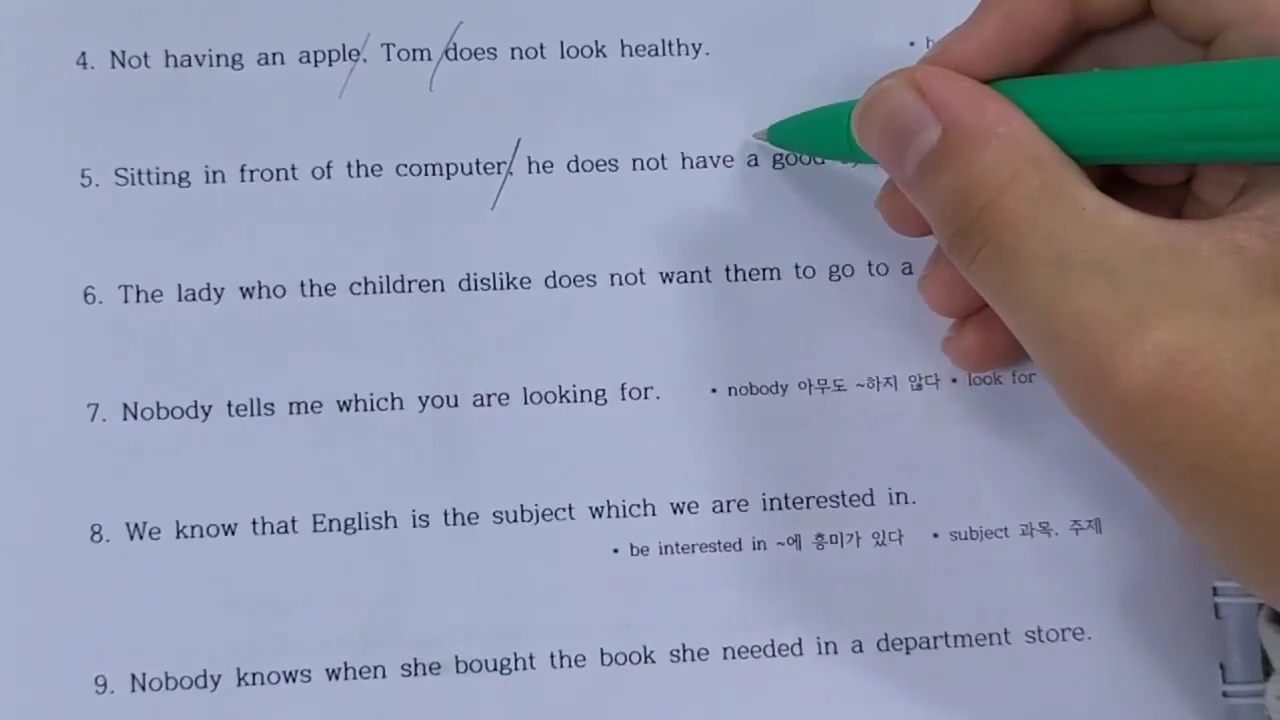 4. Not having an apple, Tom does not look healthy.
5. Sitting in front of the computer, he does not have a good
6. The lady who the children dislike does not want them to go to a
7. Nobody tells me which you are looking for. • nobody 아무도 ~하지 않다 • look for
8. We know that English is the subject which we are interested in.
• be interested in ~에 흥미가 있다 • subject 과목, 주제
9. Nobody knows when she bought the book she needed in a department store.